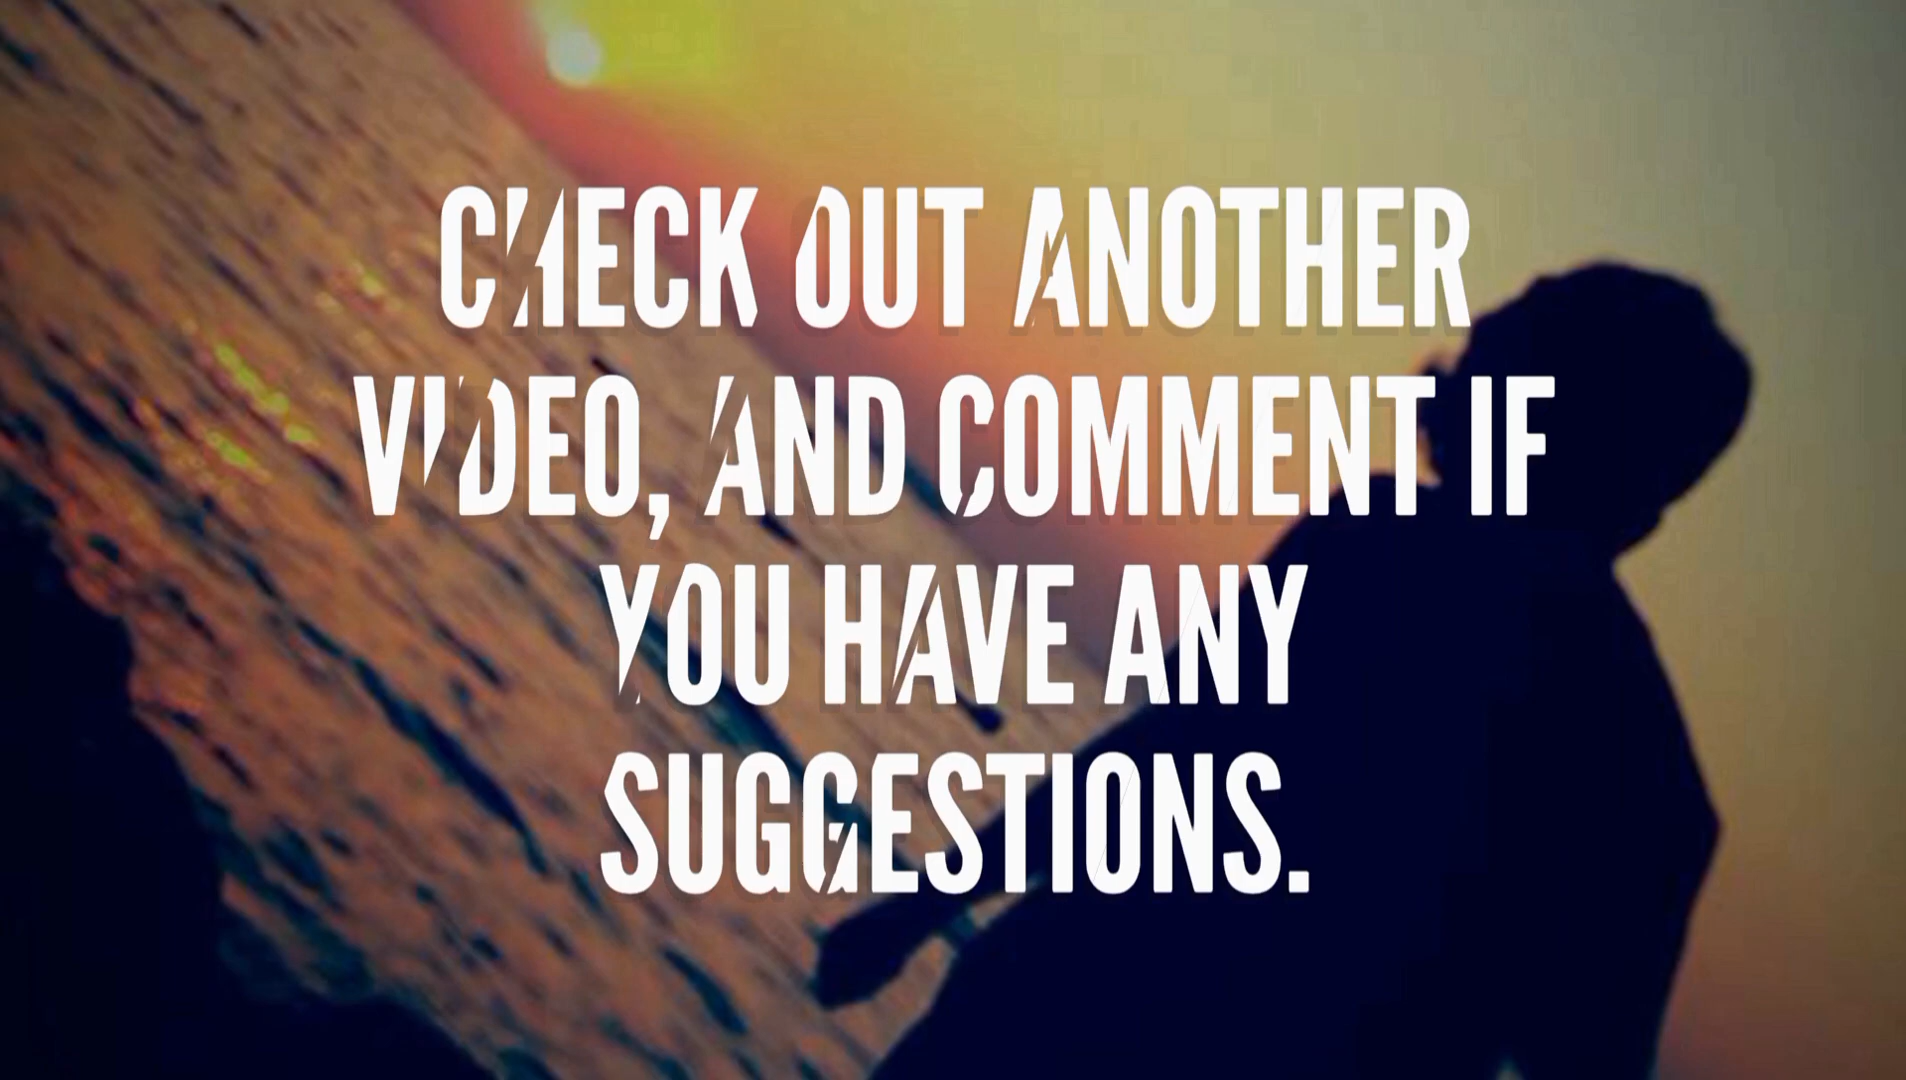 CHECK OUT ANOTHER
VIDEO, AND COMMENT IF
YOU HAVE ANY
SUGGESTIONS.